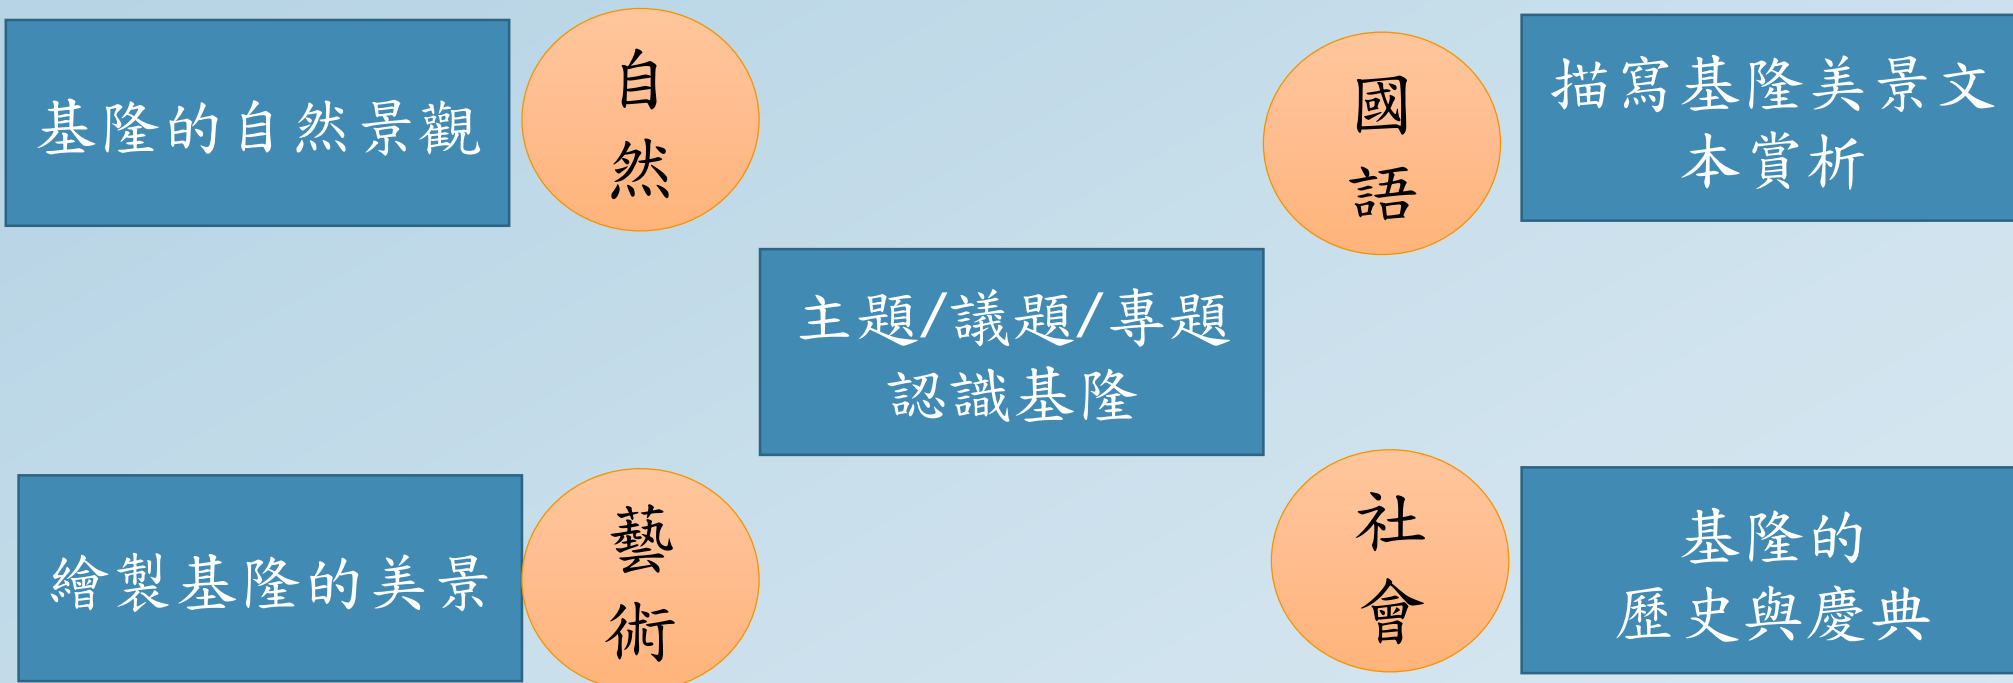 基隆的自然景觀
自
然
國
語
描寫基隆美景文
本賞析
主題/議題/專題
認識基隆
繪製基隆的美景
藝
術
社
會
基隆的
歷史與慶典